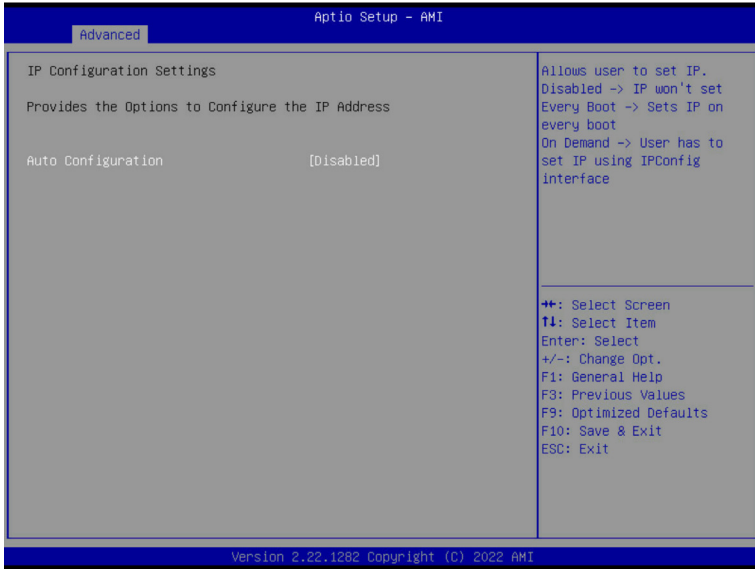 Aptio Setup – AMI
Advanced
IP Configuration Settings
Provides the Options to Configure the IP Address
Auto Configuration [Disabled]
Allows user to set IP.
Disabled -> IP won't set
Every Boot -> Sets IP on
every boot
On Demand -> User has to
set IP using IPConfig
interface
→←: Select Screen
↑↓: Select Item
Enter: Select
+/-: Change Opt.
F1: General Help
F3: Previous Values
F9: Optimized Defaults
F10: Save & Exit
ESC: Exit
Version 2.22.1282 Copyright (C) 2022 AMI